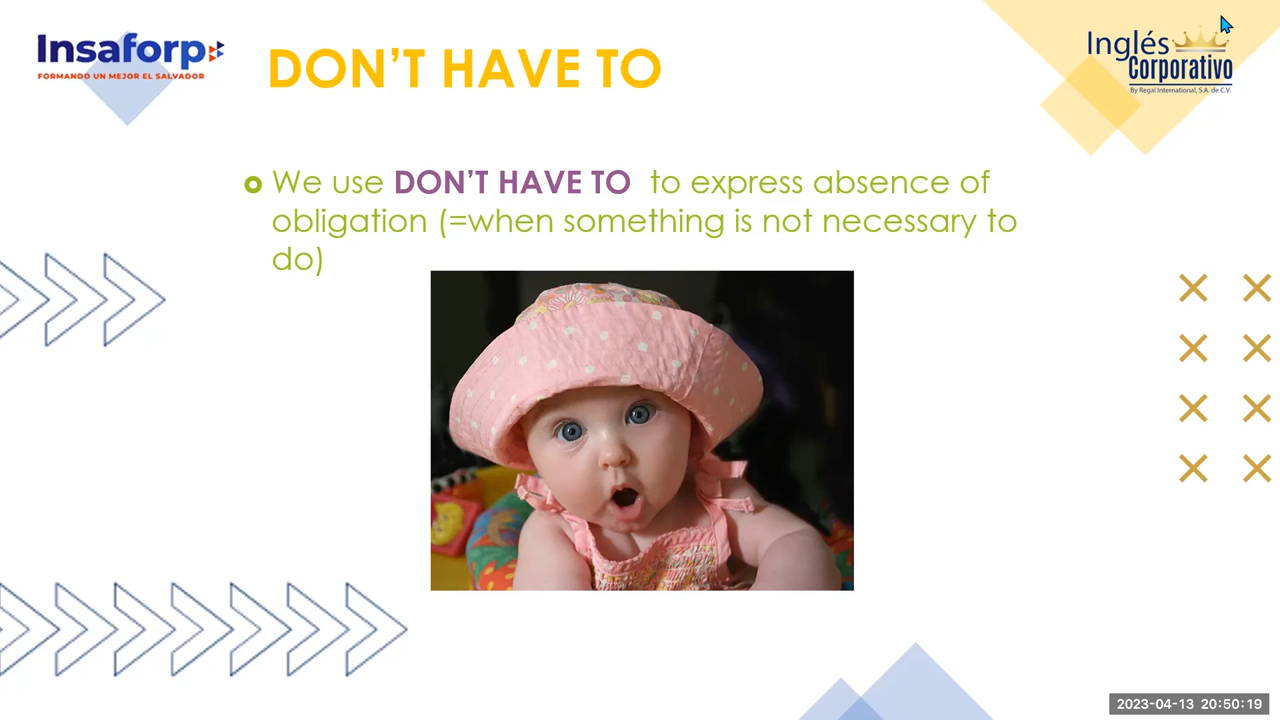 Insaforp
FORMANDO UN MEJOR EL SALVADOR
DON’T HAVE TO
Inglés
Corporativo
By Regal International, S.A. de C.V.
We use DON’T HAVE TO to express absence of
obligation (=when something is not necessary to
do)
2023-04-13 20:50:19